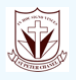 IN HOC SIGNO VINCES
ST PETER CHANEL